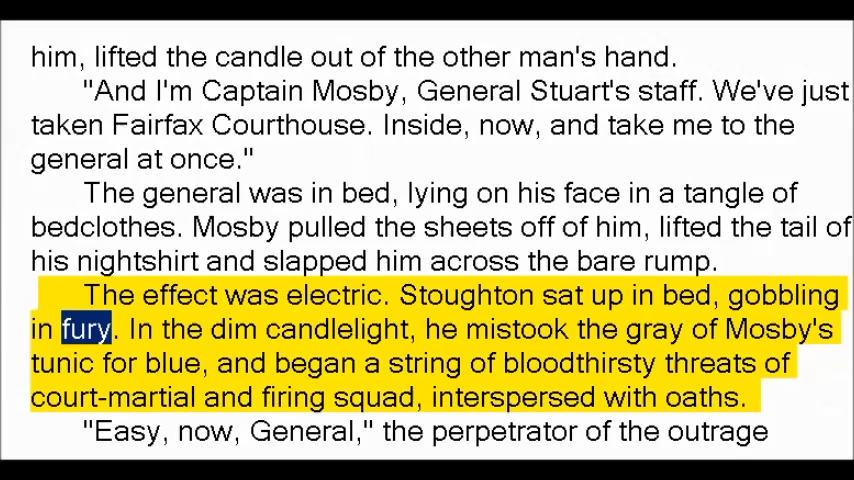 him, lifted the candle out of the other man's hand.
"And I'm Captain Mosby, General Stuart's staff. We've just
taken Fairfax Courthouse. Inside, now, and take me to the
general at once."
The general was in bed, lying on his face in a tangle of
bedclothes. Mosby pulled the sheets off of him, lifted the tail of
his nightshirt and slapped him across the bare rump.
The effect was electric. Stoughton sat up in bed, gobbling
in fury. In the dim candlelight, he mistook the gray of Mosby's
tunic for blue, and began a string of bloodthirsty threats of
court-martial and firing squad, interspersed with oaths.
"Easy, now, General," the perpetrator of the outrage